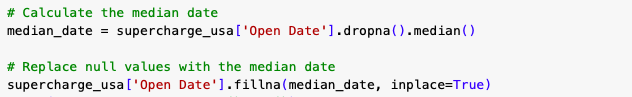 # Calculate the median date
median_date = supercharge_usa['Open Date'].dropna().median()
# Replace null values with the median date
supercharge_usa['Open Date'].fillna(median_date, inplace=True)